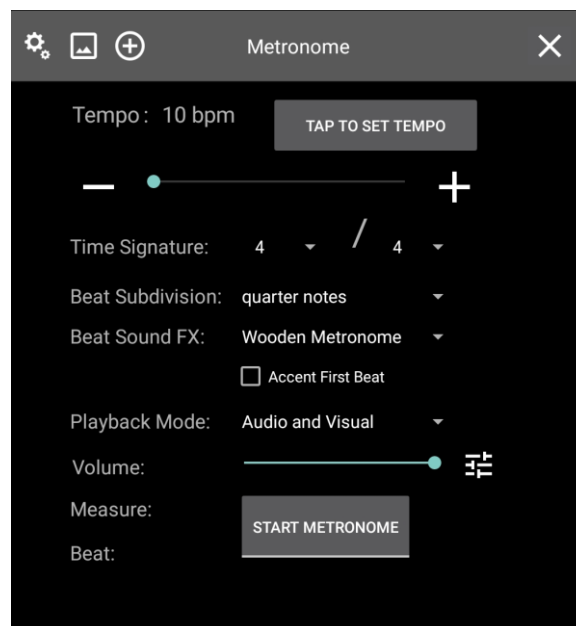 Metronome
Tempo: 10 bpm
TAP TO SET TEMPO
Time Signature: 4 / 4
Beat Subdivision: quarter notes
Beat Sound FX: Wooden Metronome
Accent First Beat
Playback Mode: Audio and Visual
Volume:
Measure:
START METRONOME
Beat: